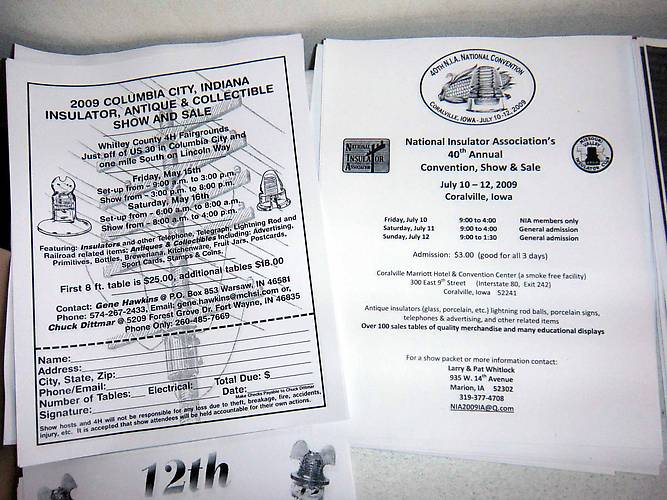 2009 COLUMBIA CITY, INDIANA
INSULATOR, ANTIQUE & COLLECTIBLE
SHOW AND SALE
Whitley County 4H Fairgrounds
Just off of US 30 in Columbia City and
one mile South on Lincoln Way
Friday, May 15th
Set-up from – 9:00 a.m. to 3:00 p.m.
Show from – 3:00 p.m. to 8:00 p.m.
Saturday, May 16th
Set-up from – 6:00 a.m. to 8:00 a.m.
Show from – 8:00 a.m. to 4:00 p.m.
Featuring: Insulators and other Telephone, Telegraph, Lightning Rod and
Railroad related items; Antiques & Collectibles Including: Advertising,
Primitives, Bottles, Breweriana, Kitchenware, Fruit Jars, Postcards,
Sport Cards, Stamps & Coins.
First 8 ft. table is $25.00, additional tables $18.00
Contact: Gene Hawkins @ P.O. Box 853 Warsaw, IN 46581
Phone: 574-267-2433, Email: gene.hawkins@mchsi.com or,
Chuck Dittmar @ 5209 Forest Grove Dr. Fort Wayne, IN 46835
Phone Only: 260-485-7669
Name:
Address:
City, State, Zip:
Phone/Email:
Number of Tables: Electrical: Total Due: $
Make Checks Payable to Chuck Dittmar
Signature: Date:
Show hosts and 4H will not be responsible for any loss due to theft, breakage, fire, accidents,
injury, etc. It is accepted that show attendees will be held accountable for their own actions.
12th
40TH N.I.A. NATIONAL CONVENTION
CORALVILLE, IOWA - JULY 10-12, 2009
NATIONAL
INSULATOR
ASSOCIATION
National Insulator Association's
40th Annual
Convention, Show & Sale
July 10 – 12, 2009
Coralville, Iowa
Friday, July 10 9:00 to 4:00 NIA members only
Saturday, July 11 9:00 to 4:00 General admission
Sunday, July 12 9:00 to 1:30 General admission
Admission: $3.00 (good for all 3 days)
Coralville Marriott Hotel & Convention Center (a smoke free facility)
300 East 9th Street (Interstate 80, Exit 242)
Coralville, Iowa 52241
Antique insulators (glass, porcelain, etc.) lightning rod balls, porcelain signs,
telephones & advertising, and other related items
Over 100 sales tables of quality merchandise and many educational displays
For a show packet or more information contact:
Larry & Pat Whitlock
935 W. 14th Avenue
Marion, IA 52302
319-377-4708
NIA2009IA@Q.com